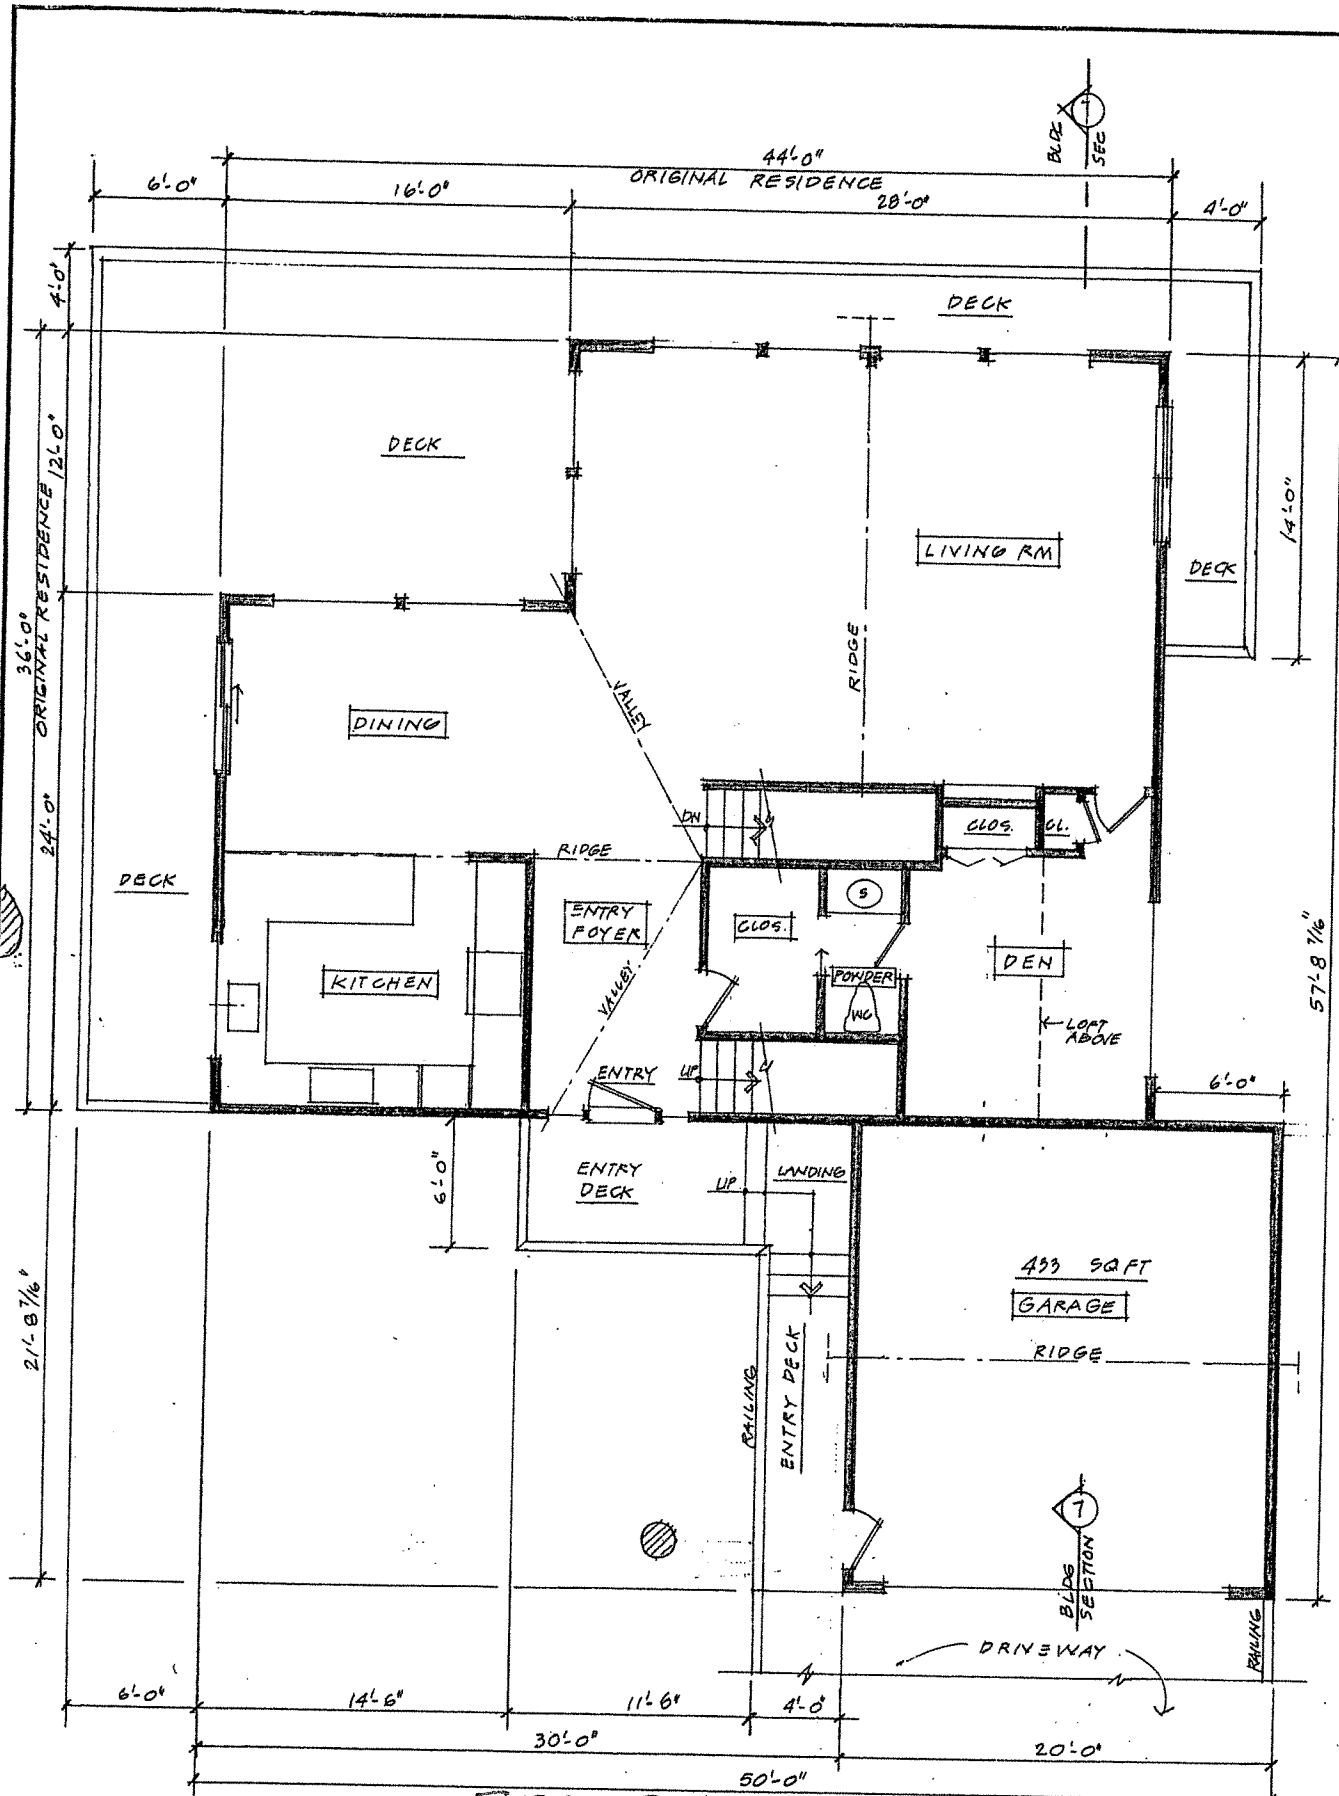 BLDG
SEC
44'-0"
ORIGINAL RESIDENCE
6'-0"
16'-0"
28'-0"
4'-0"
4'-0"
DECK
12'-0"
DECK
14'-0"
LIVING RM
DECK
36'-0"
ORIGINAL RESIDENCE
RIDGE
VALLEY
DINING
24'-0"
DN
CLOS.
CL.
RIDGE
DECK
S
ENTRY
FOYER
CLOS.
DEN
57'-8 7/16"
KITCHEN
POWDER
VALLEY
WC
LOFT
ABOVE
ENTRY
UP
6'-0"
6'-0"
ENTRY
DECK
UP
LANDING
433 SQ FT
GARAGE
21'-8 7/16"
RIDGE
RAILING
ENTRY DECK
7
BLDG
SECTION
RAILING
DRIVEWAY
6'-0"
14'-6"
11'-6"
4'-0"
30'-0"
20'-0"
50'-0"